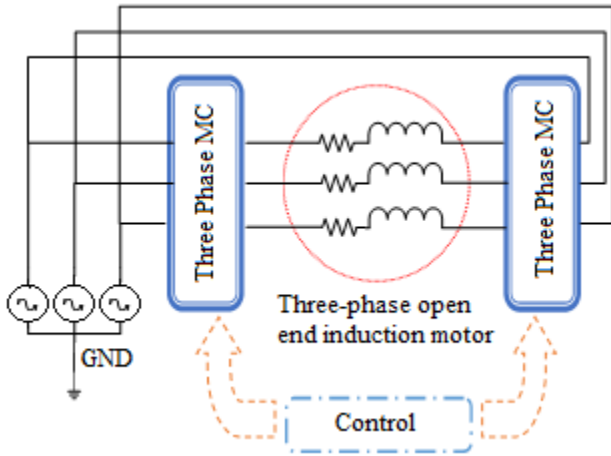 Three Phase MC
Three Phase MC
Three-phase open
end induction motor
GND
Control